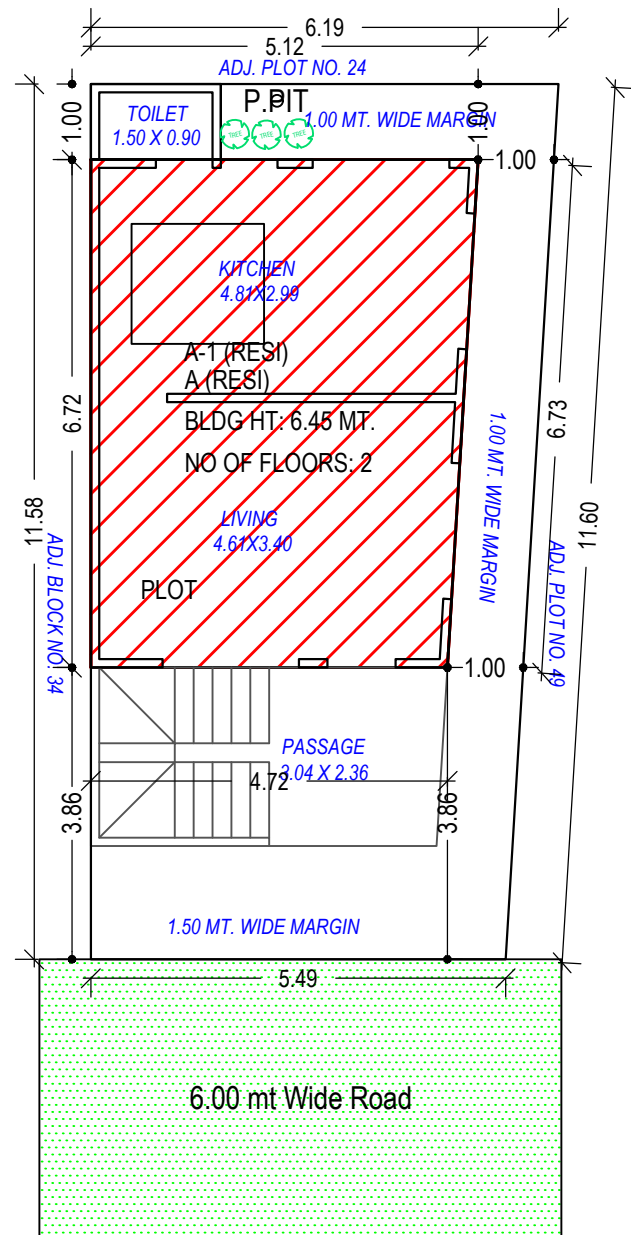 6.19
5.12
ADJ. PLOT NO. 24
P.PIT
P
TOILET
1.50 X 0.90
1.00 MT. WIDE MARGIN
1.00
1.00
TREE
TREE
TREE
1.00
KITCHEN
4.81X2.99
A-1 (RESI)
A (RESI)
BLDG HT: 6.45 MT.
NO OF FLOORS: 2
6.72
6.73
11.58
11.60
1.00 MT. WIDE MARGIN
LIVING
4.61X3.40
PLOT
ADJ. BLOCK NO. 34
ADJ. PLOT NO. 49
1.00
PASSAGE
3.04 X 2.36
4.72
3.86
3.86
1.50 MT. WIDE MARGIN
5.49
6.00 mt Wide Road